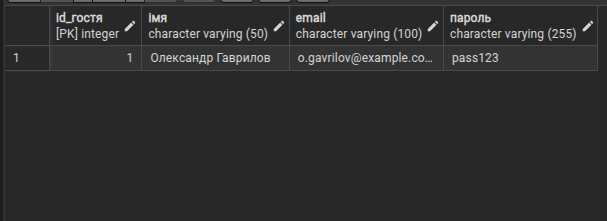 id_гостя імя email пароль
[PK] integer character varying (50) character varying (100) character varying (255)
1 1 Олександр Гаврилов o.gavrilov@example.co... pass123